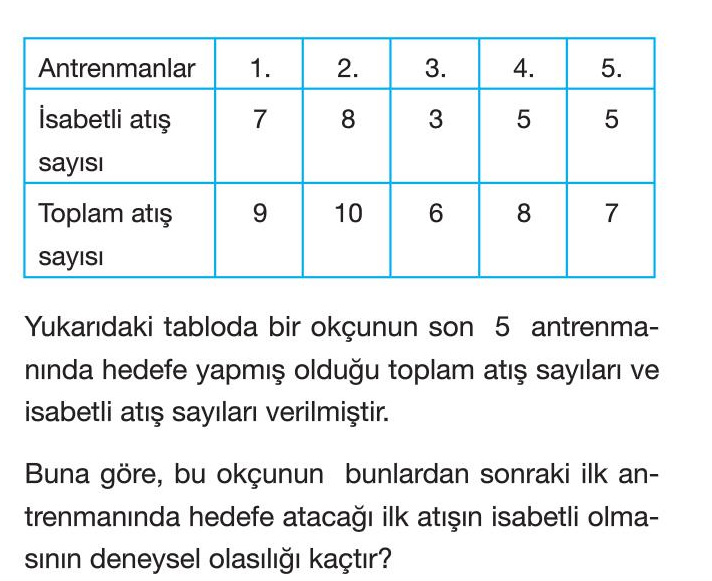 Antrenmanlar 1. 2. 3. 4. 5.
İsabetli atış 7 8 3 5 5
sayısı
Toplam atış 9 10 6 8 7
sayısı
Yukarıdaki tabloda bir okçunun son 5 antrenma-
nında hedefe yapmış olduğu toplam atış sayıları ve
isabetli atış sayıları verilmiştir.
Buna göre, bu okçunun bunlardan sonraki ilk an-
trenmanında hedefe atacağı ilk atışın isabetli olma-
sının deneysel olasılığı kaçtır?